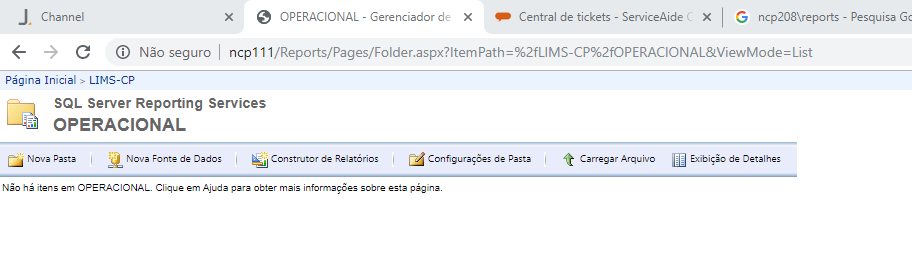 J. Channel
OPERACIONAL - Gerenciador de
Central de tickets - ServiceAide C
ncp208\reports - Pesquisa Go
Não seguro | ncp111/Reports/Pages/Folder.aspx?ItemPath=%2fLIMS-CP%2fOPERACIONAL&ViewMode=List
Página Inicial > LIMS-CP
SQL Server Reporting Services
OPERACIONAL
Nova Pasta | Nova Fonte de Dados | Construtor de Relatórios | Configurações de Pasta | Carregar Arquivo Exibição de Detalhes
Não há itens em OPERACIONAL. Clique em Ajuda para obter mais informações sobre esta página.